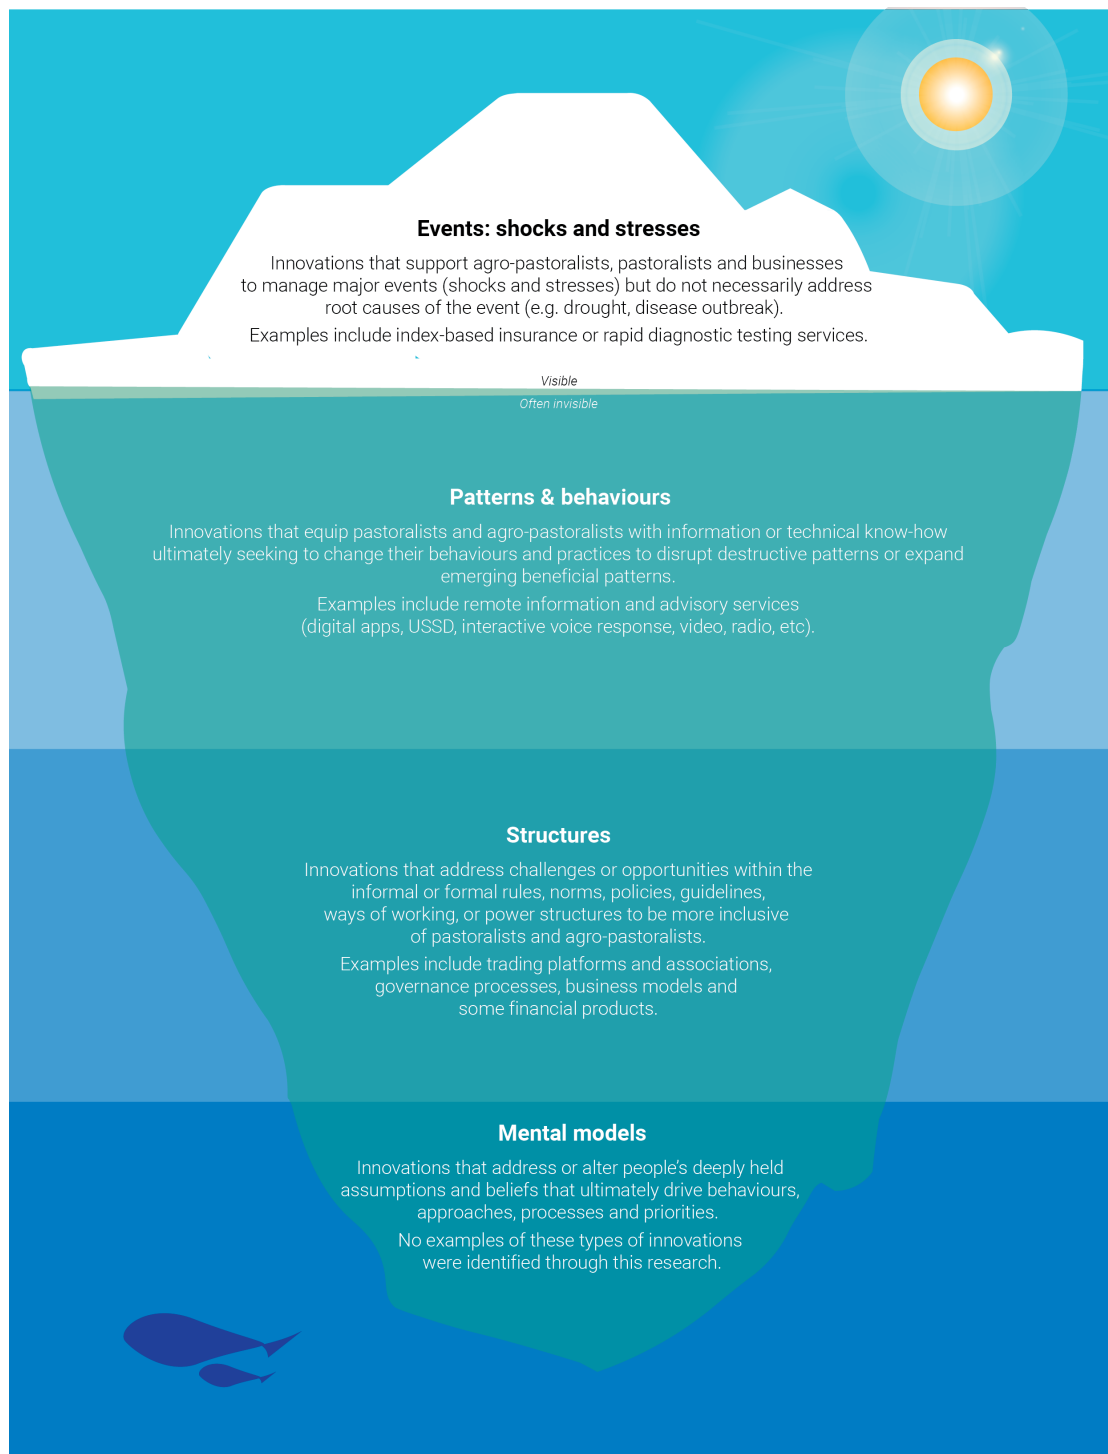 Events: shocks and stresses
Innovations that support agro-pastoralists, pastoralists and businesses
to manage major events (shocks and stresses) but do not necessarily address
root causes of the event (e.g. drought, disease outbreak).
Examples include index-based insurance or rapid diagnostic testing services.
Visible
Often invisible
Patterns & behaviours
Innovations that equip pastoralists and agro-pastoralists with information or technical know-how
ultimately seeking to change their behaviours and practices to disrupt destructive patterns or expand
emerging beneficial patterns.
Examples include remote information and advisory services
(digital apps, USSD, interactive voice response, video, radio, etc).
Structures
Innovations that address challenges or opportunities within the
informal or formal rules, norms, policies, guidelines,
ways of working, or power structures to be more inclusive
of pastoralists and agro-pastoralists.
Examples include trading platforms and associations,
governance processes, business models and
some financial products.
Mental models
Innovations that address or alter people's deeply held
assumptions and beliefs that ultimately drive behaviours,
approaches, processes and priorities.
No examples of these types of innovations
were identified through this research.